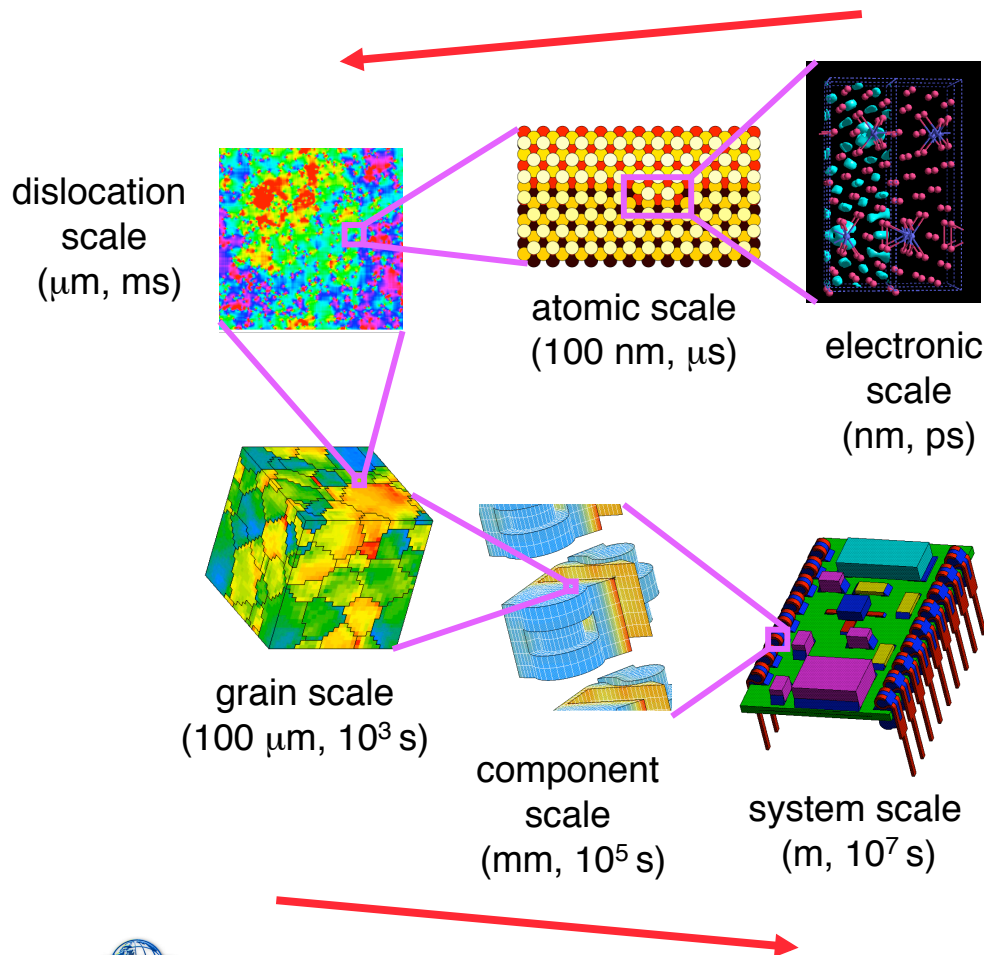 dislocation
scale
(μm, ms)
atomic scale
(100 nm, μs)
electronic
scale
(nm, ps)
grain scale
(100 μm, 10³ s)
component
scale
(mm, 10⁵ s)
system scale
(m, 10⁷ s)